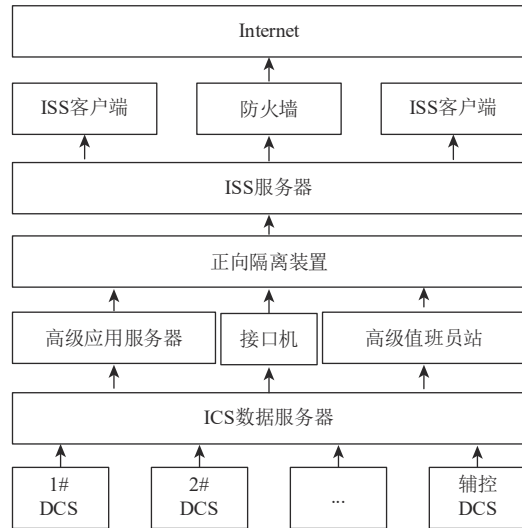 Internet
ISS客户端
防火墙
ISS客户端
ISS服务器
正向隔离装置
高级应用服务器
接口机
高级值班员站
ICS数据服务器
1#
DCS
2#
DCS
...
辅控
DCS